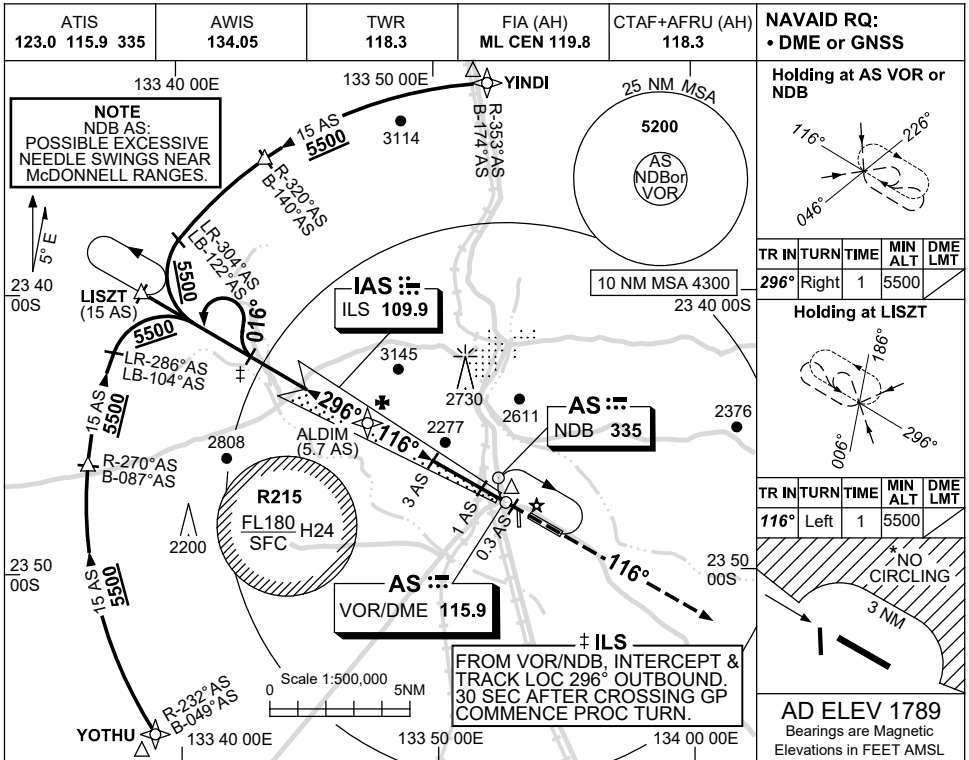 ATIS
123.0 115.9 335
AWIS
134.05
TWR
118.3
FIA (AH)
ML CEN 119.8
CTAF+AFRU (AH)
118.3
NAVAID RQ:
• DME or GNSS
133 40 00E
133 50 00E
YINDI
NOTE
NDB AS:
POSSIBLE EXCESSIVE
NEEDLE SWINGS NEAR
McDONNELL RANGES.
15 AS
5500
3114
R-353°AS
B-174°AS
25 NM MSA
5200
AS
NDBor
VOR
R-320°AS
B-140°AS
5° E
LR-304°AS
LB-122°AS
5500
10 NM MSA 4300
23 40
00S
23 40
00S
LISZT
(15 AS)
IAS
ILS 109.9
016°
5500
LR-286°AS
LB-104°AS
‡
3145
2730
2611
2376
AS
NDB 335
296°
116°
ALDIM
(5.7 AS)
2277
15 AS
5500
2808
R-270°AS
B-087°AS
3 AS
1 AS
0.3 AS
R215
FL180
SFC
H24
2200
116°
23 50
00S
23 50
00S
15 AS
5500
AS
VOR/DME 115.9
‡ ILS
FROM VOR/NDB, INTERCEPT &
TRACK LOC 296° OUTBOUND.
30 SEC AFTER CROSSING GP
COMMENCE PROC TURN.
Scale 1:500,000
0 5NM
R-232°AS
B-049°AS
YOTHU
133 40 00E
133 50 00E
134 00 00E
Holding at AS VOR or
NDB
116°
226°
046°
TR IN TURN TIME MIN ALT DME LMT
296° Right 1 5500
Holding at LISZT
186°
006°
296°
TR IN TURN TIME MIN ALT DME LMT
116° Left 1 5500
*NO
CIRCLING
3 NM
AD ELEV 1789
Bearings are Magnetic
Elevations in FEET AMSL